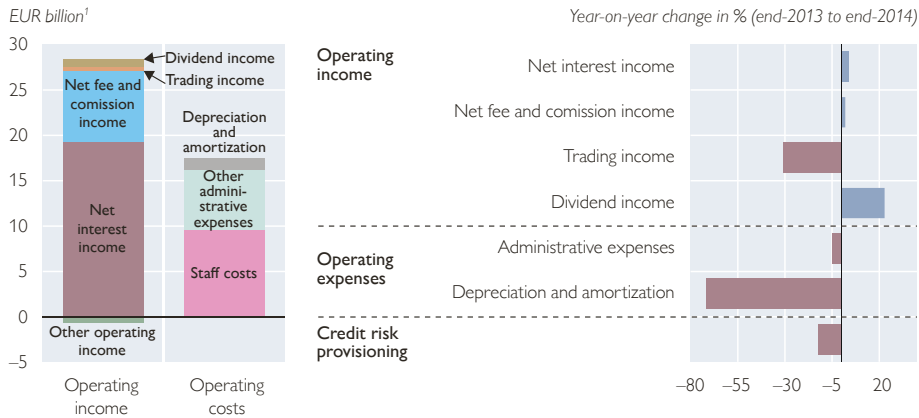 EUR billion¹
Year-on-year change in % (end-2013 to end-2014)
30
25
20
15
10
5
0
–5
Dividend income
Trading income
Net fee and
comission
income
Net
interest
income
Other operating
income
Depreciation
and
amortization
Other
admini-
strative
expenses
Staff costs
Operating
income
Operating
costs
Operating
income
Net interest income
Net fee and comission income
Trading income
Dividend income
Operating
expenses
Administrative expenses
Depreciation and amortization
Credit risk
provisioning
–80 –55 –30 –5 20